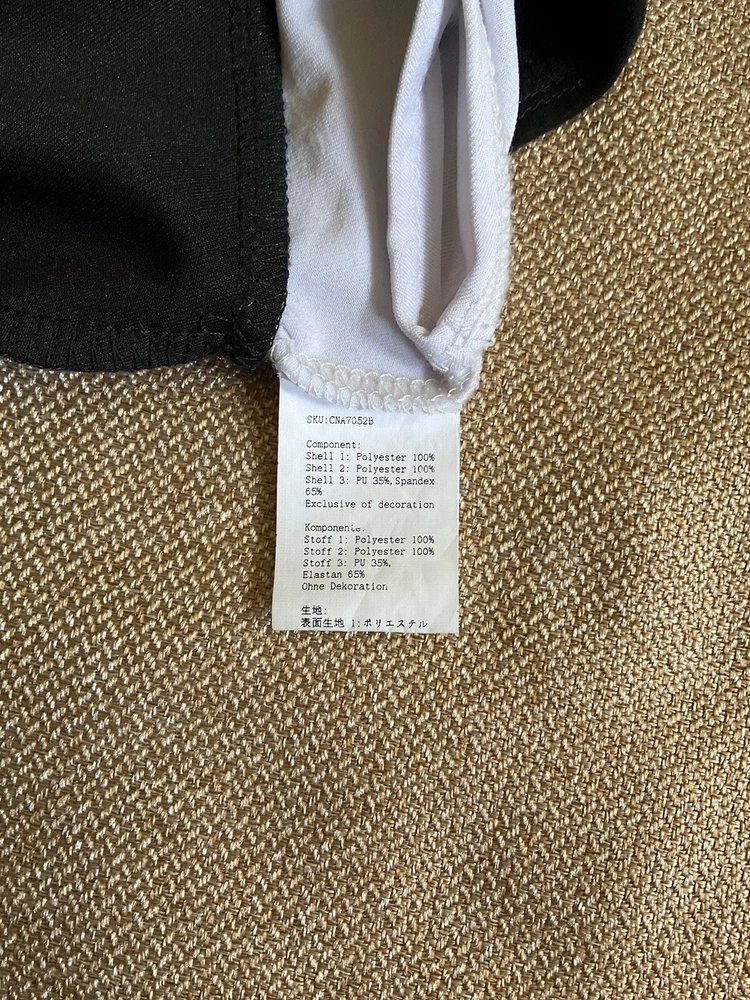 SKU:CNA7052B
Component:
Shell 1: Polyester 100%
Shell 2: Polyester 100%
Shell 3: PU 35%,Spandex
65%
Exclusive of decoration
Komponente:
Stoff 1: Polyester 100%
Stoff 2: Polyester 100%
Stoff 3: PU 35%,
Elastan 65%
Ohne Dekoration
生地:
表面生地 1:ポリエステル